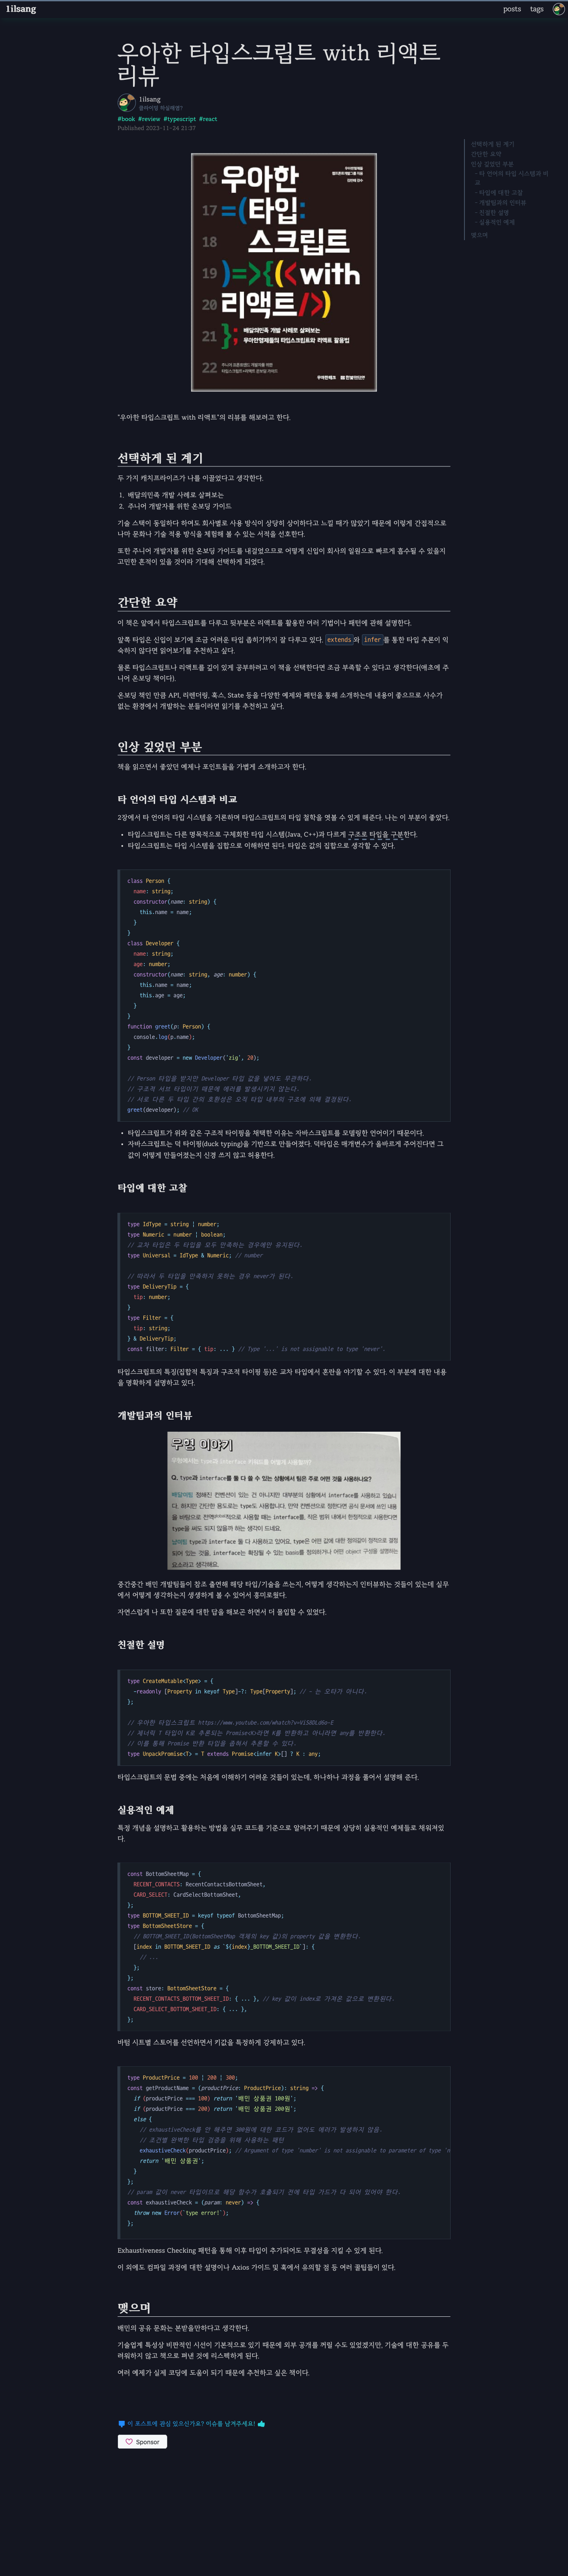 1ilsang
posts
tags
우아한 타입스크립트 with 리액트
리뷰
1ilsang
#book #review #typescript #react
Published 2023-11-24 21:37
선택하게 된 계기
간단한 요약
인상 깊었던 부분
- 타 언어의 타입 시스템과 비
교
- 타입에 대한 고찰
- 개발팀과의 인터뷰
- 친절한 설명
- 실용적인 예제
맺으며
16 우아한
17 =(타입:
18 스크립트
19 )=>{(<with
20 리액트/>)
21 };
배달의민족 개발 사례로 살펴보는
우아한형제들의 타입스크립트와 리액트 활용법
22
"우아한 타입스크립트 with 리액트"의 리뷰를 해보려고 한다.
선택하게 된 계기
두 가지 캐치프라이즈가 나를 이끌었다고 생각한다.
1. 배달의민족 개발 사례로 살펴보는
2. 주니어 개발자를 위한 온보딩 가이드
기술 스택이 동일하다 하여도 회사별로 사용 방식이 상당히 상이하다고 느낄 때가 많았기 때문에 이렇게 간접적으로
나마 문화나 기술 적용 방식을 체험해 볼 수 있는 서적을 선호한다.
또한 주니어 개발자를 위한 온보딩 가이드를 내걸었으므로 어떻게 신입이 회사의 일원으로 빠르게 흡수될 수 있을지
고민한 흔적이 있을 것이라 기대해 선택하게 되었다.
간단한 요약
이 책은 앞에서 타입스크립트를 다루고 뒷부분은 리액트를 활용한 여러 기법이나 패턴에 관해 설명한다.
앞쪽 타입은 신입이 보기에 조금 어려운 타입 좁히기까지 잘 다루고 있다. extends 와 infer 를 통한 타입 추론이 익
숙하지 않다면 읽어보기를 추천하고 싶다.
물론 타입스크립트나 리액트를 깊이 있게 공부하려고 이 책을 선택한다면 조금 부족할 수 있다고 생각한다(애초에 주
니어 온보딩 책이다).
온보딩 책인 만큼 API, 리렌더링, 훅스, State 등을 다양한 예제와 패턴을 통해 소개하는데 내용이 좋으므로 사수가
없는 환경에서 개발하는 분들이라면 읽기를 추천하고 싶다.
인상 깊었던 부분
책을 읽으면서 좋았던 예제나 포인트들을 가볍게 소개하고자 한다.
타 언어의 타입 시스템과 비교
2장에서 타 언어의 타입 시스템을 거론하며 타입스크립트의 타입 철학을 엿볼 수 있게 해준다. 나는 이 부분이 좋았다.
• 타입스크립트는 다른 명목적으로 구체화한 타입 시스템(Java, C++)과 다르게 구조로 타입을 구분한다.
• 타입스크립트는 타입 시스템을 집합으로 이해하면 된다. 타입은 값의 집합으로 생각할 수 있다.
class Person {
name: string;
constructor(name: string) {
this.name = name;
}
}
class Developer {
name: string;
age: number;
constructor(name: string, age: number) {
this.name = name;
this.age = age;
}
}
function greet(p: Person) {
console.log(p.name);
}
const developer = new Developer('zig', 20);
// Person 타입을 받지만 Developer 타입 값을 넣어도 무관하다.
// 구조적 서브 타입이기 때문에 에러를 발생시키지 않는다.
// 서로 다른 두 타입 간의 호환성은 오직 타입 내부의 구조에 의해 결정된다.
greet(developer); // OK
• 타입스크립트가 위와 같은 구조적 타이핑을 채택한 이유는 자바스크립트를 모델링한 언어이기 때문이다.
• 자바스크립트는 덕 타이핑(duck typing)을 기반으로 만들어졌다. 덕타입은 매개변수가 올바르게 주어진다면 그
값이 어떻게 만들어졌는지 신경 쓰지 않고 허용한다.
타입에 대한 고찰
type IdType = string | number;
type Numeric = number | boolean;
// 교차 타입은 두 타입을 모두 만족하는 경우에만 유지된다.
type Universal = IdType & Numeric; // number
// 따라서 두 타입을 만족하지 못하는 경우 never가 된다.
type DeliveryTip = {
tip: number;
}
type Filter = {
tip: string;
} & DeliveryTip;
const filter: Filter = { tip: ... } // Type '...' is not assignable to type 'never'.
타입스크립트의 특징(집합적 특징과 구조적 타이핑 등)은 교차 타입에서 혼란을 야기할 수 있다. 이 부분에 대한 내용
을 명확하게 설명하고 있다.
개발팀과의 인터뷰
우형 이야기
우형에서는 type과 interface 키워드를 어떻게 사용할까?
Q. type과 interface를 둘 다 쓸 수 있는 상황에서 팀은 주로 어떤 것을 사용하나요?
중간중간 배민 개발팀들이 찬조 출연해 해당 타입/기술을 쓰는지, 어떻게 생각하는지 인터뷰하는 것들이 있는데 실무
에서 어떻게 생각하는지 생생하게 볼 수 있어서 흥미로웠다.
자연스럽게 나 또한 질문에 대한 답을 해보곤 하면서 더 몰입할 수 있었다.
친절한 설명
type CreateMutable<Type> = {
-readonly [Property in keyof Type]-?: Type[Property]; // - 는 오타가 아니다.
};
// 제네릭 T 타입이 K로 추론되는 Promise<K>라면 K를 반환하고 아니라면 any를 반환한다.
// 이를 통해 Promise 반환 타입을 좁혀서 추론할 수 있다.
type UnpackPromise<T> = T extends Promise<infer K>[] ? K : any;
타입스크립트의 문법 중에는 처음에 이해하기 어려운 것들이 있는데, 하나하나 과정을 풀어서 설명해 준다.
실용적인 예제
특정 개념을 설명하고 활용하는 방법을 실무 코드를 기준으로 알려주기 때문에 상당히 실용적인 예제들로 채워져있
다.
const BottomSheetMap = {
RECENT_CONTACTS: RecentContactsBottomSheet,
CARD_SELECT: CardSelectBottomSheet,
};
type BOTTOM_SHEET_ID = keyof typeof BottomSheetMap;
type BottomSheetStore = {
// BOTTOM_SHEET_ID(BottomSheetMap 객체의 key 값)의 property 값을 변환한다.
[index in BOTTOM_SHEET_ID as `${index}_BOTTOM_SHEET_ID`]: {
// ...
};
};
const store: BottomSheetStore = {
RECENT_CONTACTS_BOTTOM_SHEET_ID: { ... }, // key 값이 index로 가져온 값으로 변환된다.
CARD_SELECT_BOTTOM_SHEET_ID: { ... },
};
바텀 시트별 스토어를 선언하면서 키값을 특정하게 강제하고 있다.
type ProductPrice = 100 | 200 | 300;
const getProductName = (productPrice: ProductPrice): string => {
if (productPrice === 100) return '배민 상품권 100원';
if (productPrice === 200) return '배민 상품권 200원';
else {
// exhaustiveCheck를 안 해주면 300원에 대한 코드가 없어도 에러가 발생하지 않음.
// 조건별 완벽한 타입 검증을 위해 사용하는 패턴
exhaustiveCheck(productPrice); // Argument of type 'number' is not assignable to parameter of type 'n
return '배민 상품권';
}
};
// param 값이 never 타입이므로 해당 함수가 호출되기 전에 타입 가드가 다 되어 있어야 한다.
const exhaustiveCheck = (param: never) => {
throw new Error('type error!');
};
Exhaustiveness Checking 패턴을 통해 이후 타입이 추가되어도 무결성을 지킬 수 있게 된다.
이 외에도 컴파일 과정에 대한 설명이나 Axios 가이드 및 훅에서 유의할 점 등 여러 꿀팁들이 있다.
맺으며
배민의 공유 문화는 본받을만하다고 생각한다.
기술업계 특성상 비판적인 시선이 기본적으로 있기 때문에 외부 공개를 꺼릴 수도 있었겠지만, 기술에 대한 공유를 두
려워하지 않고 책으로 펴낸 것에 리스펙하게 된다.
여러 예제가 실제 코딩에 도움이 되기 때문에 추천하고 싶은 책이다.
이 포스트에 관심 있으신가요? 이슈를 남겨주세요!
Sponsor